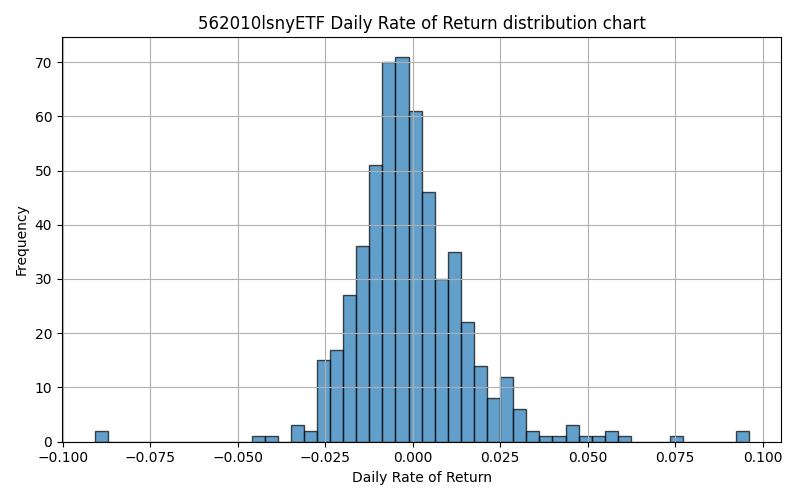 562010lsnyETF Daily Rate of Return distribution chart
70
60
50
40
30
20
10
0
Frequency
−0.100 −0.075 −0.050 −0.025 0.000 0.025 0.050 0.075 0.100
Daily Rate of Return